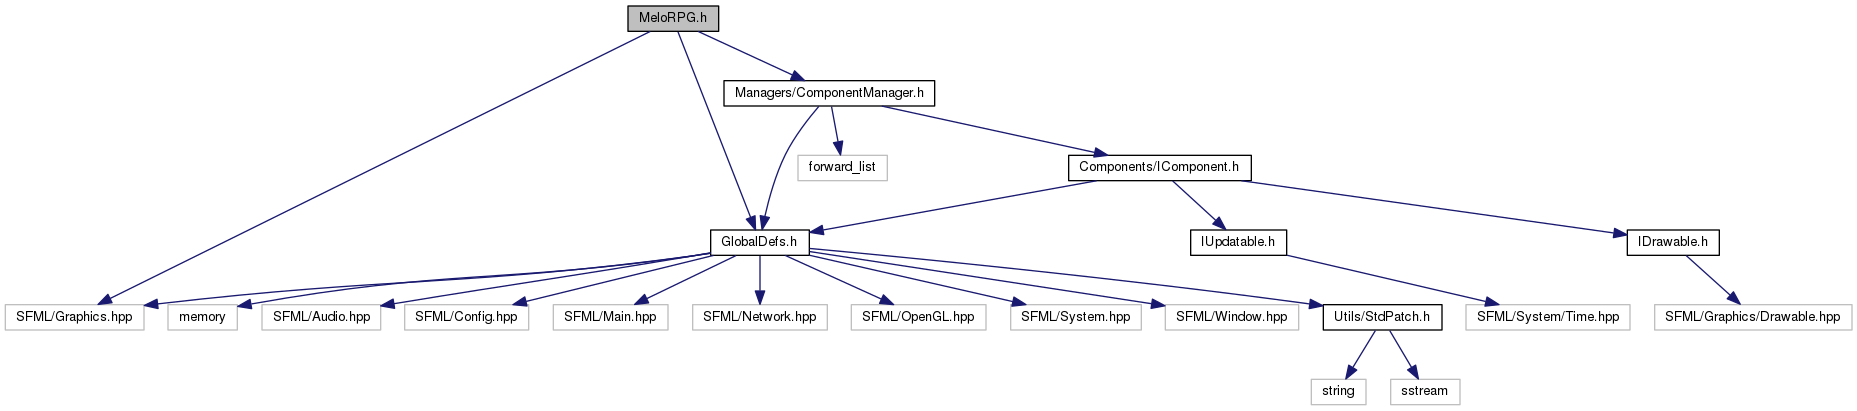 MeloRPG.h
Managers/ComponentManager.h
forward_list
Components/IComponent.h
GlobalDefs.h
IUpdatable.h
IDrawable.h
SFML/Graphics.hpp
memory
SFML/Audio.hpp
SFML/Config.hpp
SFML/Main.hpp
SFML/Network.hpp
SFML/OpenGL.hpp
SFML/System.hpp
SFML/Window.hpp
Utils/StdPatch.h
SFML/System/Time.hpp
SFML/Graphics/Drawable.hpp
string
sstream